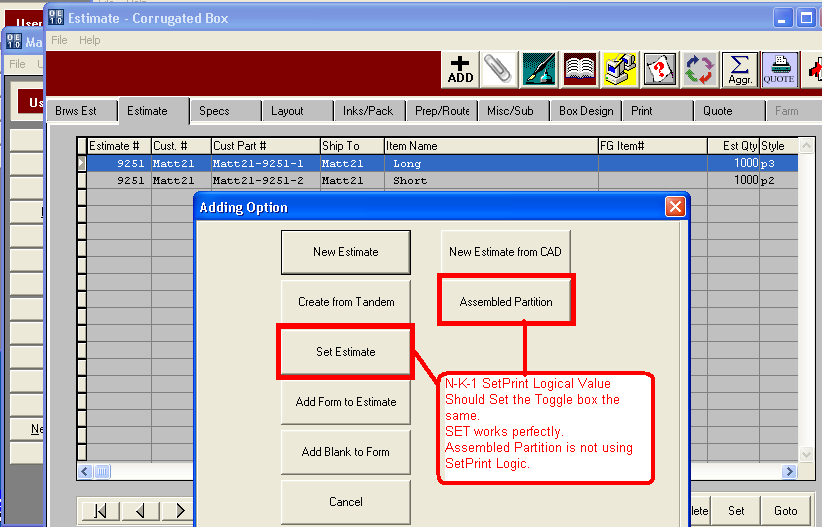 Estimate - Corrugated Box
File Help
User
Ma
File
Us
Ne
ADD
Aggr.
QUOTE
Brws Est Estimate Specs Layout Inks/Pack Prep/Route Misc/Sub Box Design Print Quote Farm
Estimate # Cust. # Cust Part # Ship To Item Name FG Item# Est Qty Style
9251 Matt21 Matt21-9251-1 Matt21 Long 1000 p3
9251 Matt21 Matt21-9251-2 Matt21 Short 1000 p2
Adding Option
New Estimate New Estimate from CAD
Create from Tandem Assembled Partition
Set Estimate
Add Form to Estimate
Add Blank to Form
Cancel
N-K-1 SetPrint Logical Value
Should Set the Toggle box the
same.
SET works perfectly.
Assembled Partition is not using
SetPrint Logic.
lete Set Goto